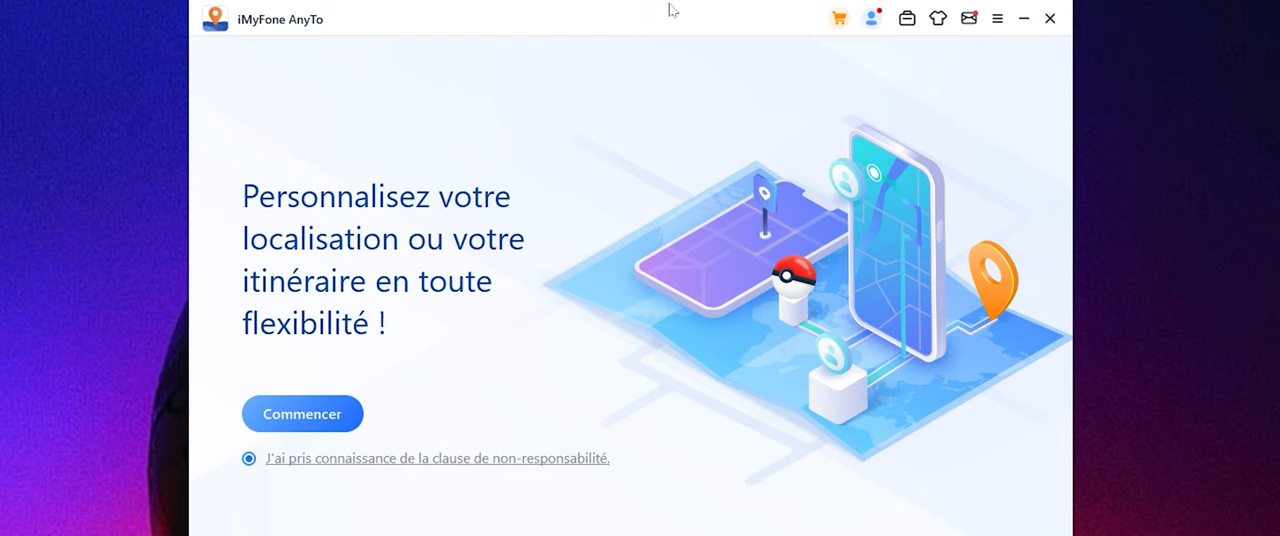 iMyFone AnyTo
Personnalisez votre
localisation ou votre
itinéraire en toute
flexibilité !
Commencer
J'ai pris connaissance de la clause de non-responsabilité.